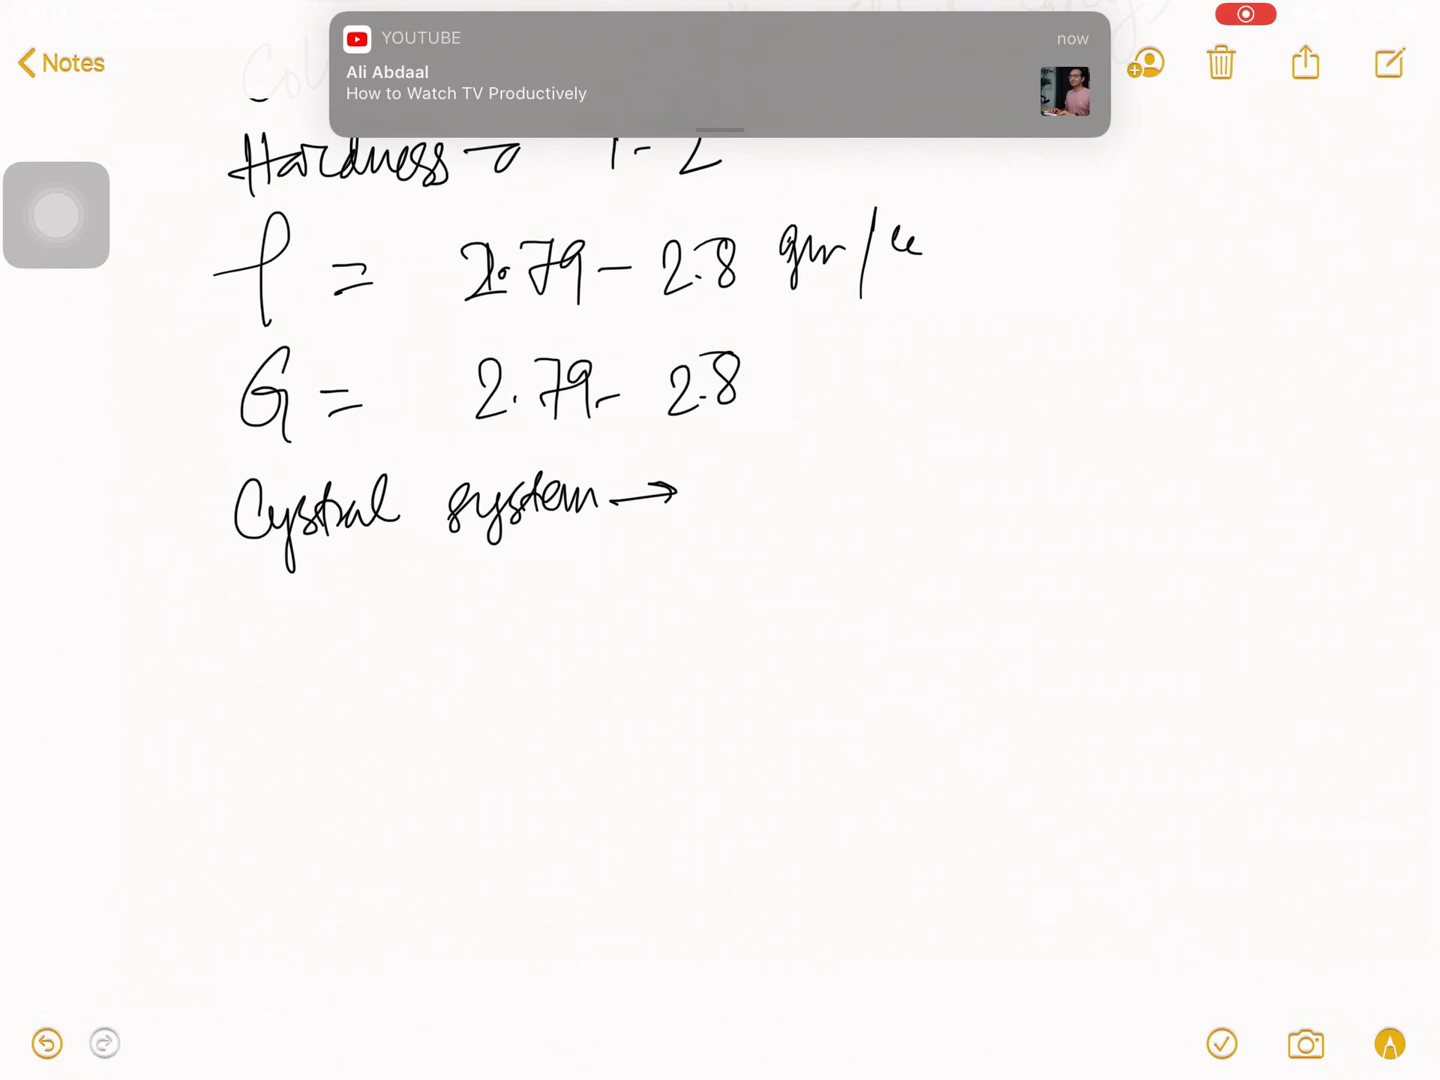 YOUTUBE now
Ali Abdaal
How to Watch TV Productively
Notes
Hardness → 1-2
ρ = 2.79 - 2.8 gm/cc
G = 2.79 - 2.8
Cystral system →